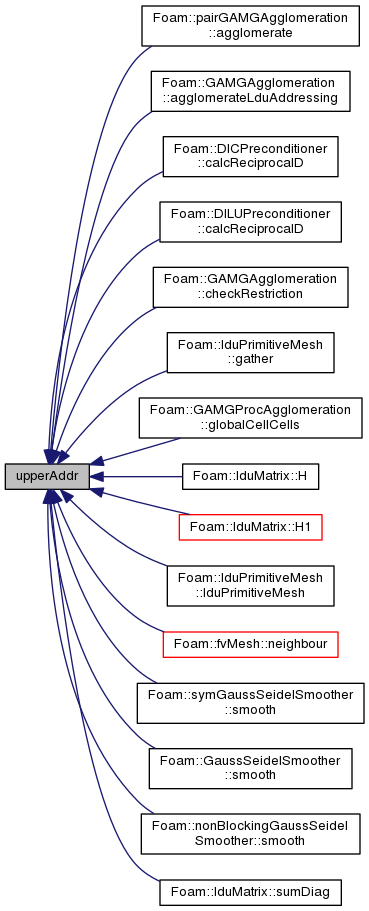 Foam::pairGAMGAgglomeration
::agglomerate
Foam::GAMGAgglomeration
::agglomerateLduAddressing
Foam::DICPreconditioner
::calcReciprocalD
Foam::DILUPreconditioner
::calcReciprocalD
Foam::GAMGAgglomeration
::checkRestriction
Foam::lduPrimitiveMesh
::gather
Foam::GAMGProcAgglomeration
::globalCellCells
upperAddr
Foam::lduMatrix::H
Foam::lduMatrix::H1
Foam::lduPrimitiveMesh
::lduPrimitiveMesh
Foam::fvMesh::neighbour
Foam::symGaussSeidelSmoother
::smooth
Foam::GaussSeidelSmoother
::smooth
Foam::nonBlockingGaussSeidel
Smoother::smooth
Foam::lduMatrix::sumDiag